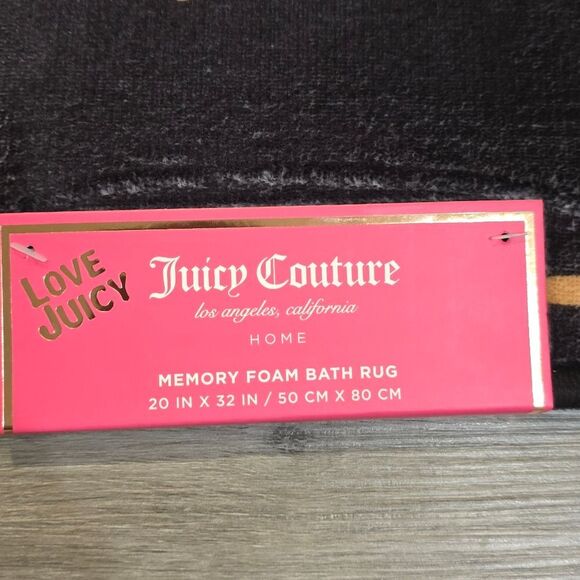 LOVE
JUICY
Juicy Couture
los angeles, california
HOME
MEMORY FOAM BATH RUG
20 IN X 32 IN / 50 CM X 80 CM